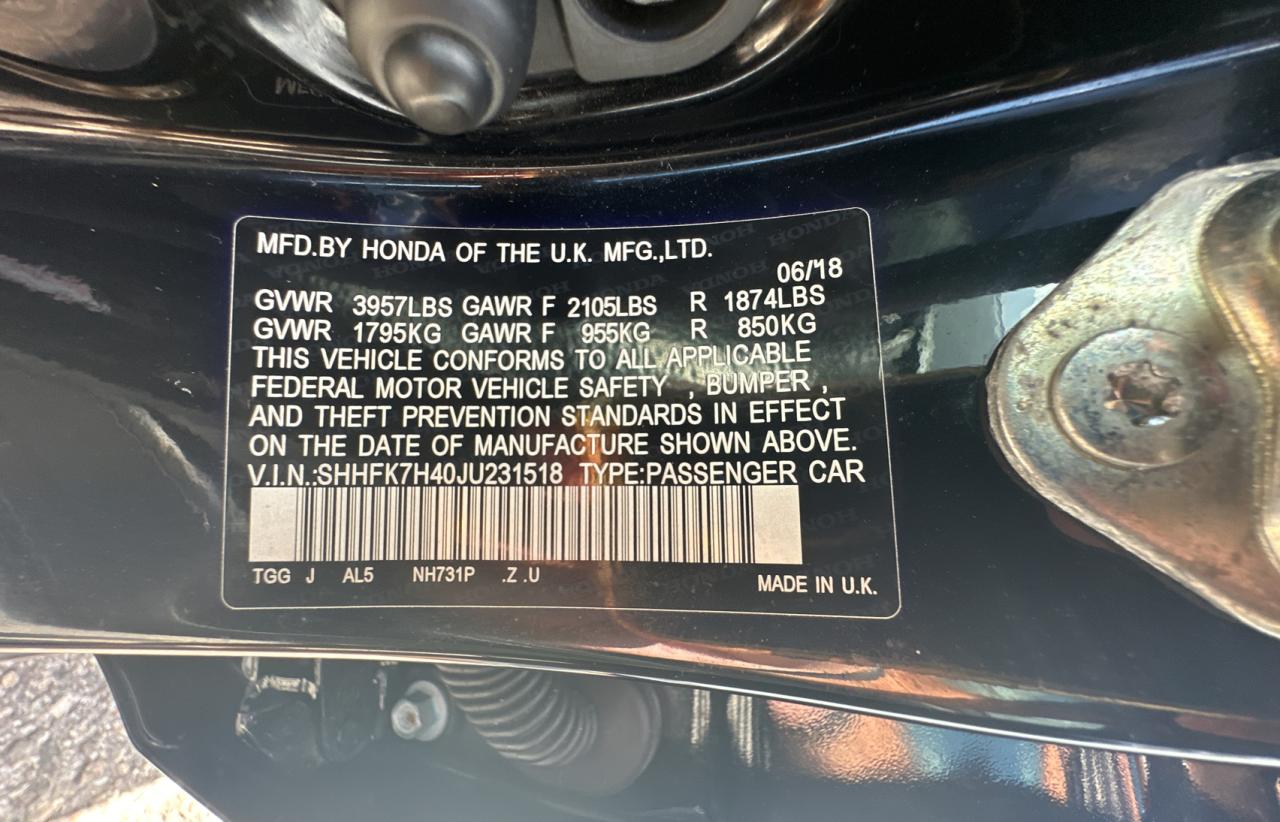 MFD.BY HONDA OF THE U.K. MFG.,LTD.
06/'18
GVWR 3957LBS GAWR F 2105LBS R 1874LBS
GVWR 1795KG GAWR F 955KG R 850KG
THIS VEHICLE CONFORMS TO ALL APPLICABLE
FEDERAL MOTOR VEHICLE SAFETY , BUMPER ,
AND THEFT PREVENTION STANDARDS IN EFFECT
ON THE DATE OF MANUFACTURE SHOWN ABOVE.
V.I.N.:SHHFK7H40JU231518 TYPE:PASSENGER CAR
TGG J AL5 NH731P .Z .U
MADE IN U.K.